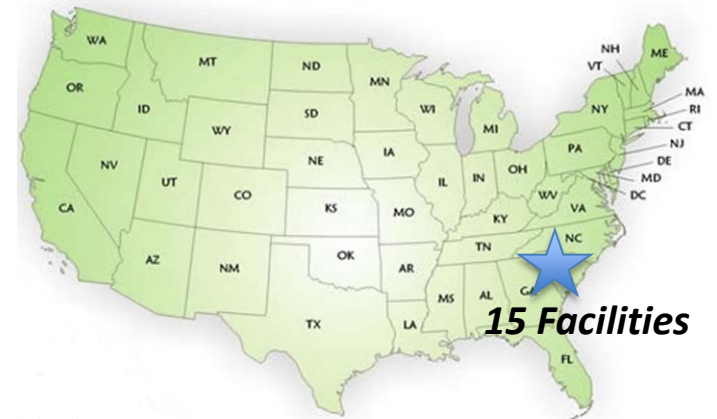 WA
MT
ND
MN
OR
ID
WY
SD
WI
MI
NH
VT
ME
NY
MA
RI
CT
NJ
DE
MD
DC
PA
NV
UT
CO
NE
IA
IL
IN
OH
WV
VA
CA
KS
MO
KY
NC
TN
AZ
NM
OK
AR
MS
AL
TX
LA
FL
15 Facilities